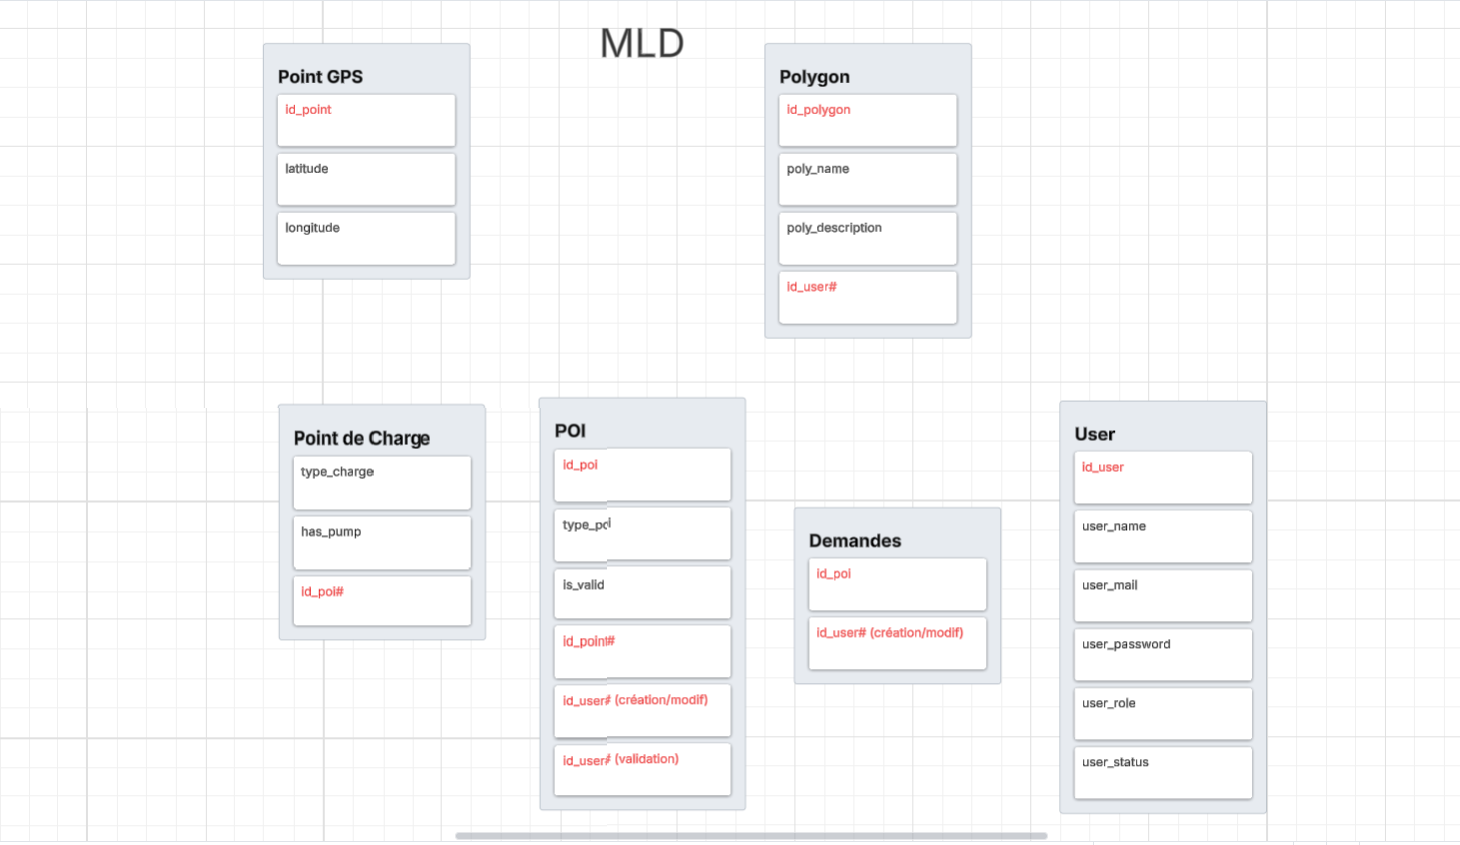 MLD
Point GPS
id_point
latitude
longitude
Polygon
id_polygon
poly_name
poly_description
id_user#
Point de Charge
type_charge
has_pump
id_poi#
POI
id_poi
type_poi
is_valid
id_point#
id_user# (création/modif)
id_user# (validation)
Demandes
id_poi
id_user# (création/modif)
User
id_user
user_name
user_mail
user_password
user_role
user_status